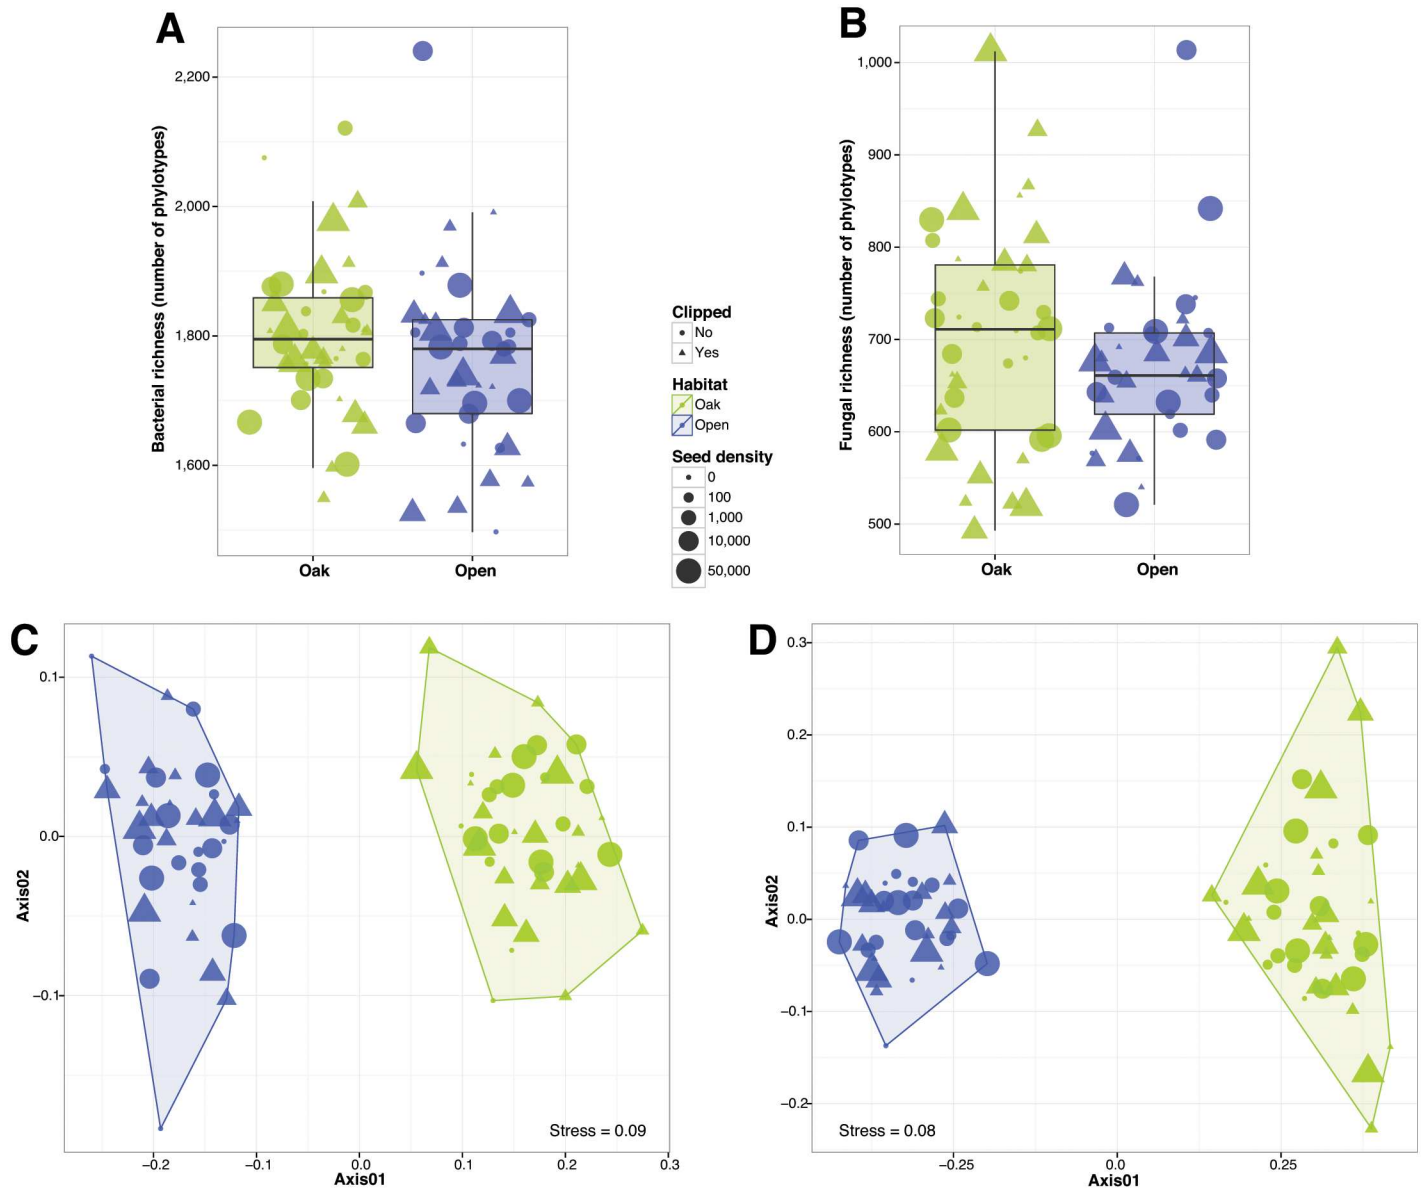 A
Bacterial richness (number of phylotypes)
2,200
2,000
1,800
1,600
Oak
Open
Clipped
No
Yes
Habitat
Oak
Open
Seed density
0
100
1,000
10,000
50,000
B
Fungal richness (number of phylotypes)
1,000
900
800
700
600
500
Oak
Open
C
Axis02
0.1
0.0
−0.1
Stress = 0.09
−0.2
−0.1
0.0
0.1
0.2
0.3
Axis01
D
Axis02
0.3
0.2
0.1
0.0
−0.1
−0.2
Stress = 0.08
−0.25
0.0
0.25
Axis01